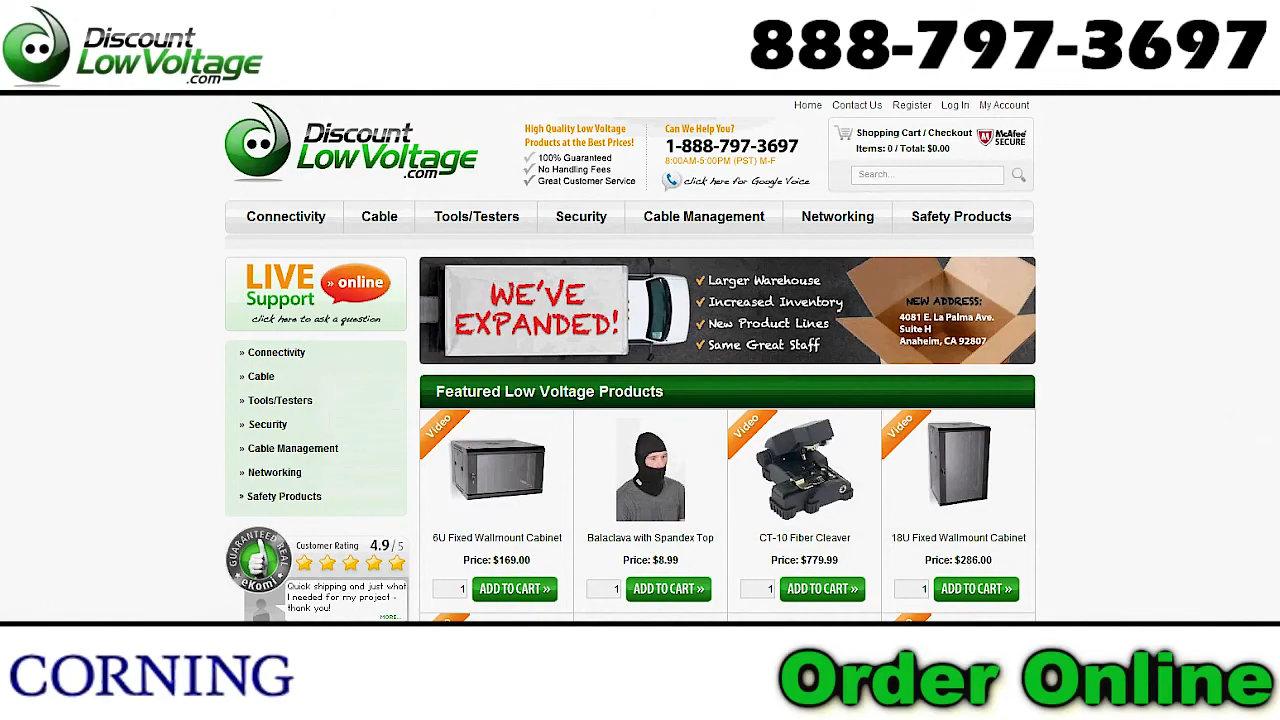 Discount
LowVoltage
.com
888-797-3697
Home Contact Us Register Log In My Account
Discount
LowVoltage
.com
High Quality Low Voltage
Products at the Best Prices!
100% Guaranteed
No Handling Fees
Great Customer Service
Can We Help You?
1-888-797-3697
8:00AM-5:00PM (PST) M-F
click here for Google Voice
Shopping Cart / Checkout
Items: 0 / Total: $0.00
McAfee
SECURE
Search...
Connectivity Cable Tools/Testers Security Cable Management Networking Safety Products
LIVE
Support
» online
click here to ask a question
WE'VE
EXPANDED!
Larger Warehouse
Increased Inventory
New Product Lines
Same Great Staff
NEW ADDRESS:
4081 E. La Palma Ave.
Suite H
Anaheim, CA 92807
» Connectivity
» Cable
» Tools/Testers
» Security
» Cable Management
» Networking
» Safety Products
Featured Low Voltage Products
Video
Video
Video
6U Fixed Wallmount Cabinet
Price: $169.00
1 ADD TO CART »
Balaclava with Spandex Top
Price: $8.99
1 ADD TO CART »
CT-10 Fiber Cleaver
Price: $779.99
1 ADD TO CART »
18U Fixed Wallmount Cabinet
Price: $286.00
1 ADD TO CART »
GUARANTEED REAL
eKomi
Customer Rating 4.9/5
Quick shipping and just what
I needed for my project -
thank you!
MORE...
CORNING
Order Online